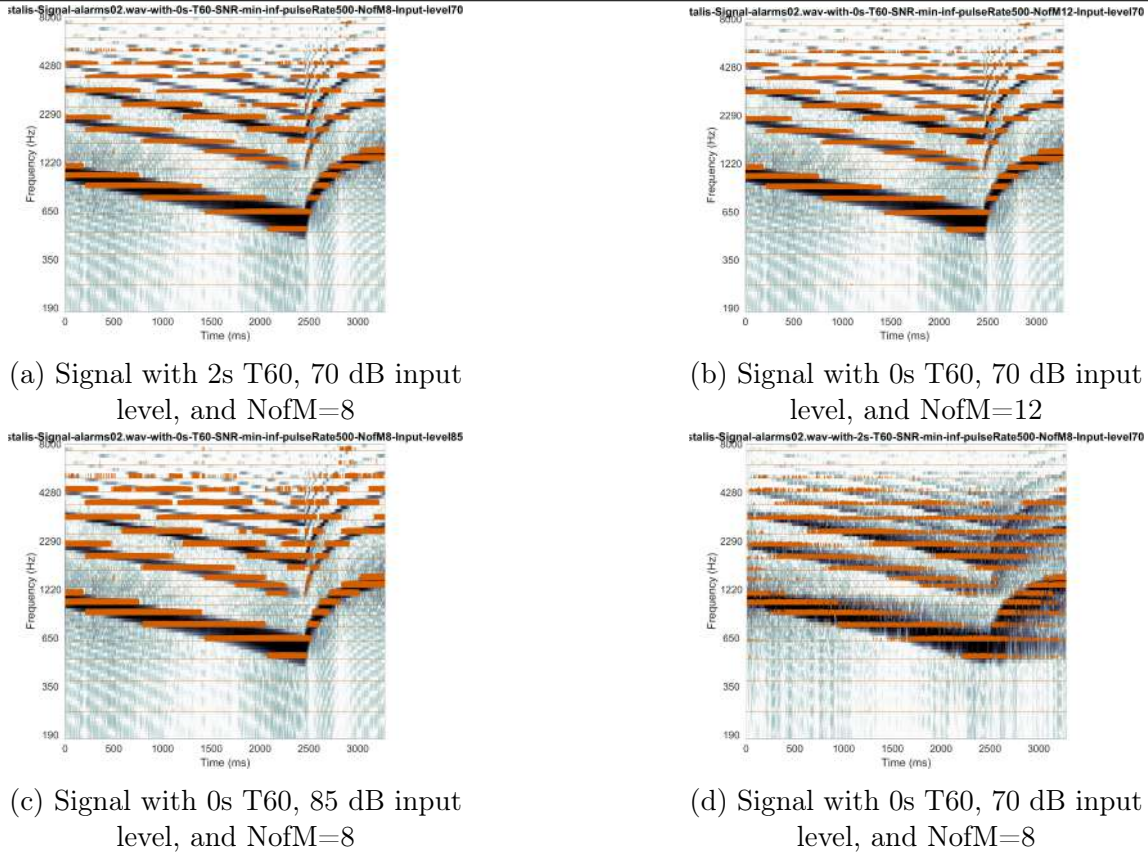 stalis-Signal-alarms02.wav-with-0s-T60-SNR-min-inf-pulseRate500-NofM8-Input-level70
8000
4280
2290
1220
650
350
190
Frequency (Hz)
0 500 1000 1500 2000 2500 3000
Time (ms)
(a) Signal with 2s T60, 70 dB input
level, and NofM=8
stalis-Signal-alarms02.wav-with-0s-T60-SNR-min-inf-pulseRate500-NofM12-Input-level70
8000
4280
2290
1220
650
350
190
Frequency (Hz)
0 500 1000 1500 2000 2500 3000
Time (ms)
(b) Signal with 0s T60, 70 dB input
level, and NofM=12
stalis-Signal-alarms02.wav-with-0s-T60-SNR-min-inf-pulseRate500-NofM8-Input-level85
8000
4280
2290
1220
650
350
190
Frequency (Hz)
0 500 1000 1500 2000 2500 3000
Time (ms)
(c) Signal with 0s T60, 85 dB input
level, and NofM=8
stalis-Signal-alarms02.wav-with-2s-T60-SNR-min-inf-pulseRate500-NofM8-Input-level70
8000
4280
2290
1220
650
350
190
Frequency (Hz)
0 500 1000 1500 2000 2500 3000
Time (ms)
(d) Signal with 0s T60, 70 dB input
level, and NofM=8